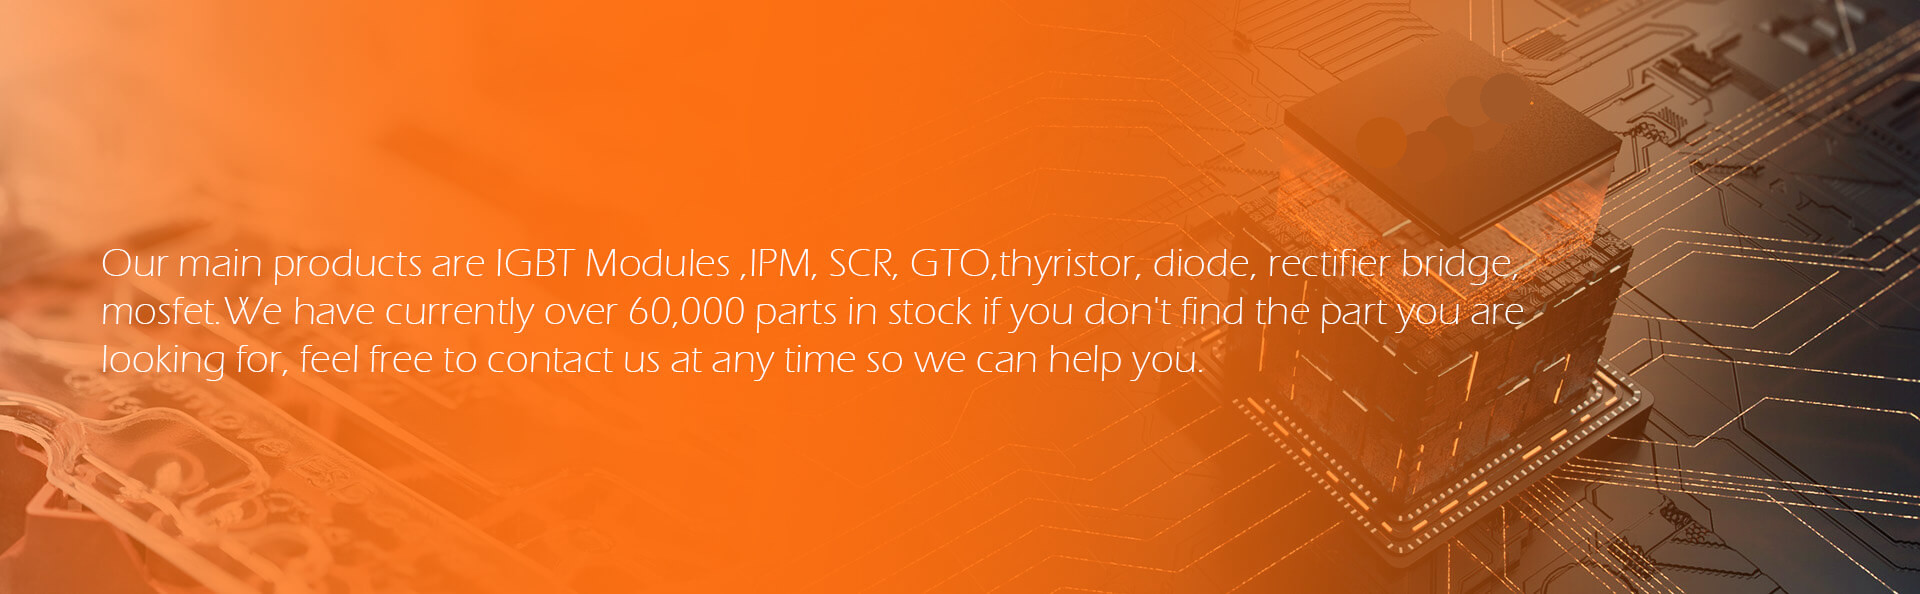 Our main products are IGBT Modules ,IPM, SCR, GTO,thyristor, diode, rectifier bridge,
mosfet.We have currently over 60,000 parts in stock if you don't find the part you are
looking for, feel free to contact us at any time so we can help you.